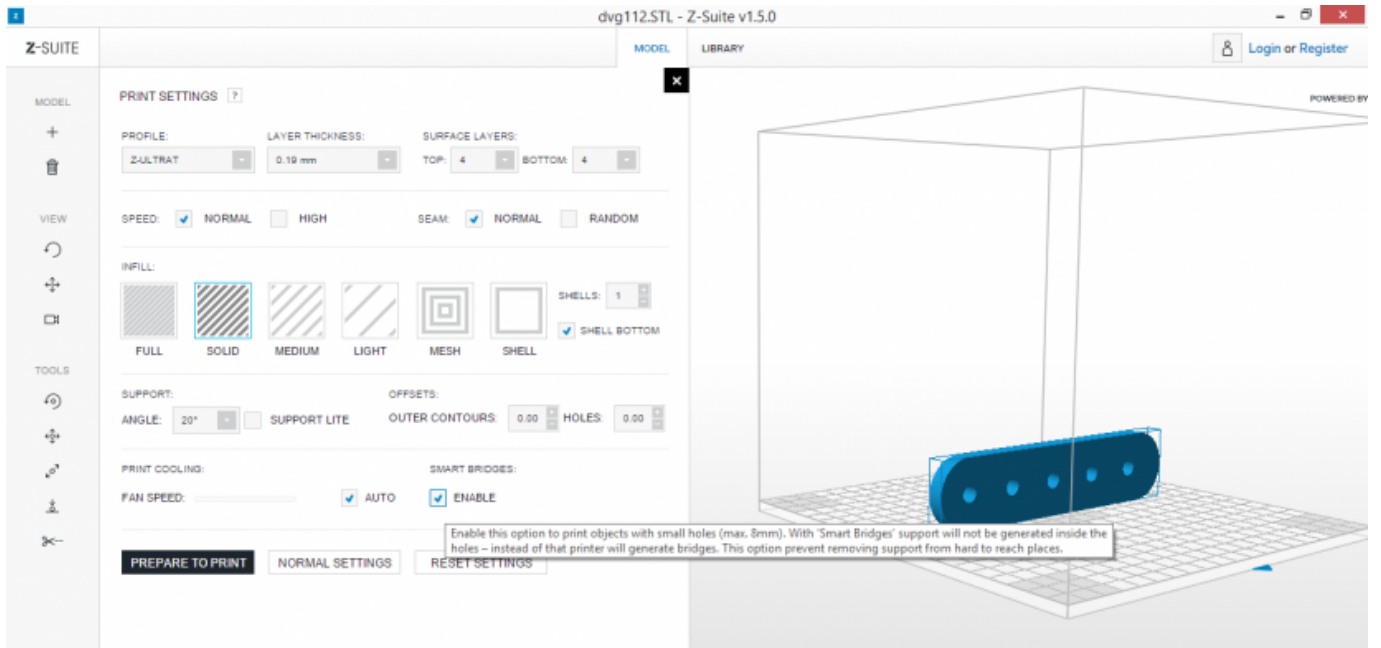 dvg112.STL - Z-Suite v1.5.0
Z-SUITE
MODEL
LIBRARY
Login or Register
MODEL
VIEW
TOOLS
PRINT SETTINGS ?
PROFILE: LAYER THICKNESS: SURFACE LAYERS:
Z-ULTRAT 0.19 mm TOP: 4 BOTTOM: 4
SPEED: NORMAL HIGH SEAM: NORMAL RANDOM
INFILL:
SHELLS: 1
SHELL BOTTOM
FULL SOLID MEDIUM LIGHT MESH SHELL
SUPPORT: OFFSETS:
ANGLE: 20° SUPPORT LITE OUTER CONTOURS: 0.00 HOLES: 0.00
PRINT COOLING: SMART BRIDGES:
FAN SPEED: AUTO ENABLE
Enable this option to print objects with small holes (max. 8mm). With 'Smart Bridges' support will not be generated inside the
holes – instead of that printer will generate bridges. This option prevent removing support from hard to reach places.
PREPARE TO PRINT NORMAL SETTINGS RESET SETTINGS
POWERED BY